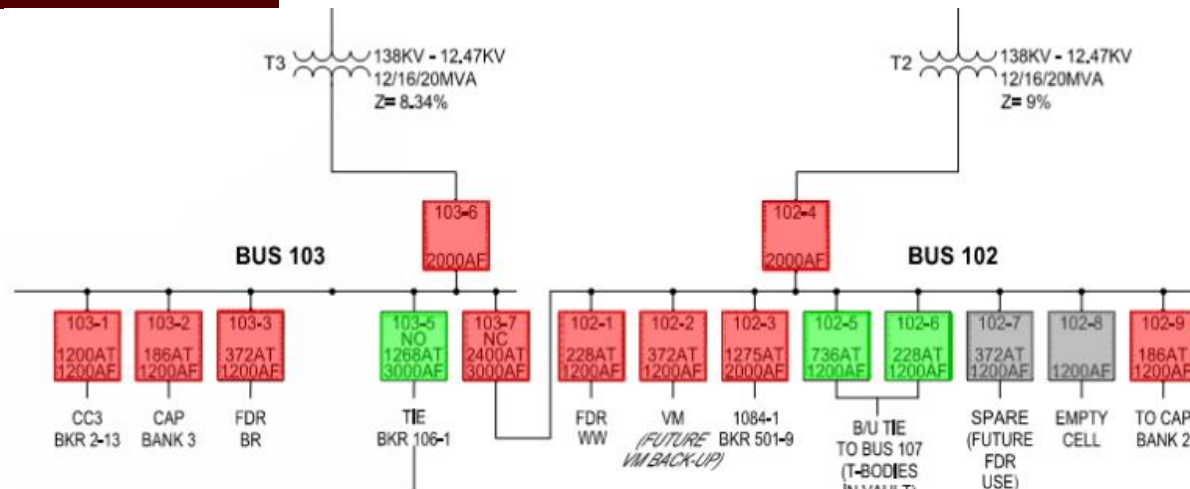 T3
138KV - 12.47KV
12/16/20MVA
Z= 8.34%
T2
138KV - 12.47KV
12/16/20MVA
Z= 9%
103-6
2000AF
102-4
2000AF
BUS 103
BUS 102
103-1
1200AT
1200AF
103-2
186AT
1200AF
103-3
372AT
1200AF
103-5
NO
1268AT
3000AF
103-7
NC
2400AT
3000AF
102-1
228AT
1200AF
102-2
372AT
1200AF
102-3
1275AT
2000AF
102-5
736AT
1200AF
102-6
228AT
1200AF
102-7
372AT
1200AF
102-8
1200AF
102-9
186AT
1200AF
CC3
BKR 2-13
CAP
BANK 3
FDR
BR
TIE
BKR 106-1
FDR
WW
VM
(FUTURE
VM BACK-UP)
1084-1
BKR 501-9
B/U TIE
TO BUS 107
(T-BODIES
IN VAULT)
SPARE
(FUTURE
FDR
USE)
EMPTY
CELL
TO CAP
BANK 2